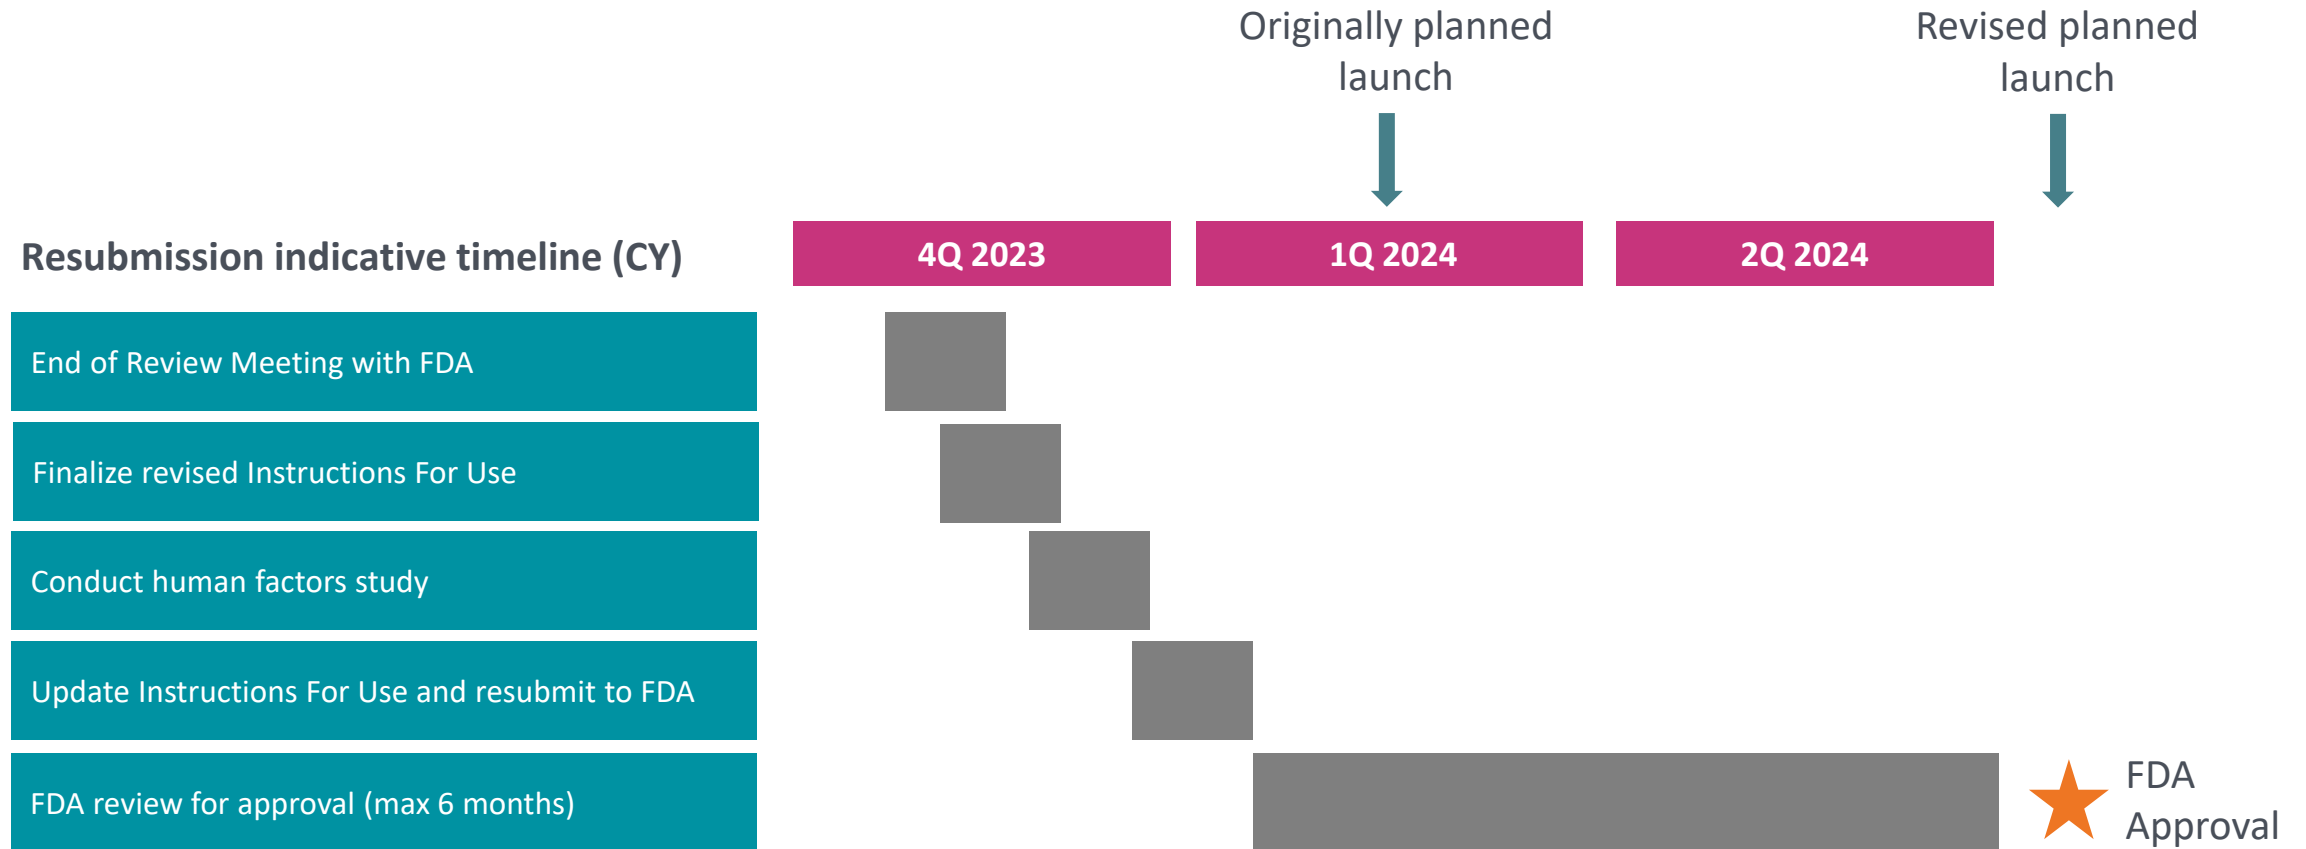 Originally planned
launch
Revised planned
launch
Resubmission indicative timeline (CY)
4Q 2023
1Q 2024
2Q 2024
End of Review Meeting with FDA
Finalize revised Instructions For Use
Conduct human factors study
Update Instructions For Use and resubmit to FDA
FDA review for approval (max 6 months)
FDA
Approval